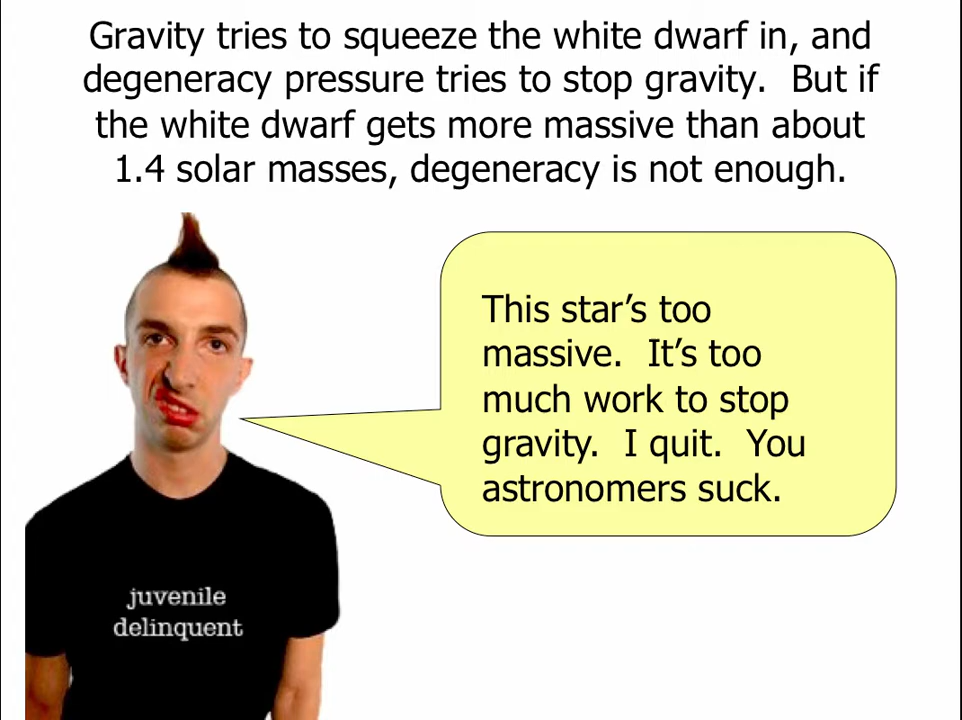 Gravity tries to squeeze the white dwarf in, and
degeneracy pressure tries to stop gravity.  But if
the white dwarf gets more massive than about
1.4 solar masses, degeneracy is not enough.
This star’s too
massive.  It’s too
much work to stop
gravity.  I quit.  You
astronomers suck.
juvenile
delinquent